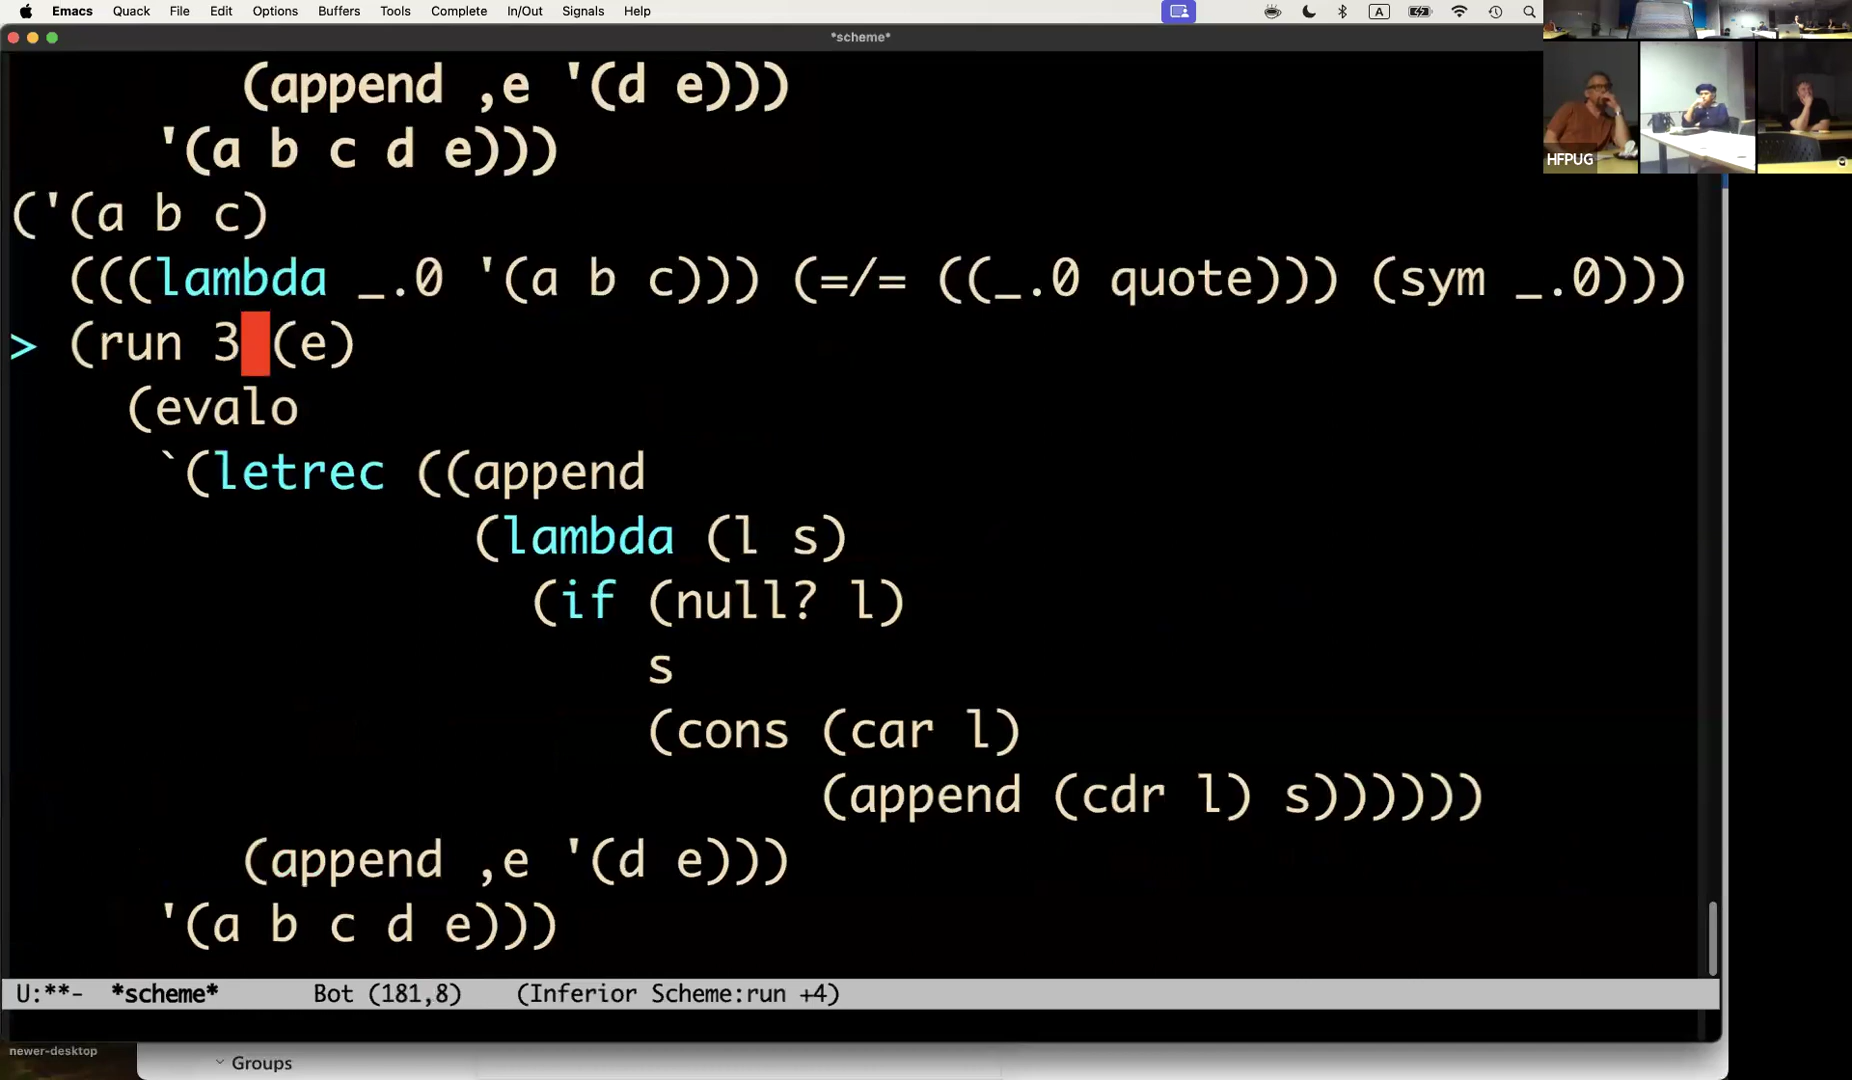 Emacs Quack File Edit Options Buffers Tools Complete In/Out Signals Help
A
*scheme*
(append ,e '(d e)))
'(a b c d e)))
('(a b c)
(((lambda _.0 '(a b c))) (=/= ((_.0 quote))) (sym _.0)))
> (run 3 (e)
(evalo
`(letrec ((append
(lambda (l s)
(if (null? l)
s
(cons (car l)
(append (cdr l) s))))))
(append ,e '(d e)))
'(a b c d e)))
HFPUG
U:**- *scheme* Bot (181,8) (Inferior Scheme:run +4)
newer-desktop
Groups